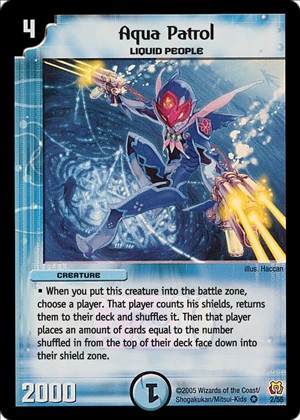 4
Aqua Patrol
LIQUID PEOPLE
illus. Haccan
CREATURE
■ When you put this creature into the battle zone,
choose a player. That player counts his shields, returns
them to their deck and shuffles it. Then that player
places an amount of cards equal to the number
shuffled in from the top of their deck face down into
their shield zone.
2000
1
©2005 Wizards of the Coast/
Shogakukan/Mitsui-Kids
2/55